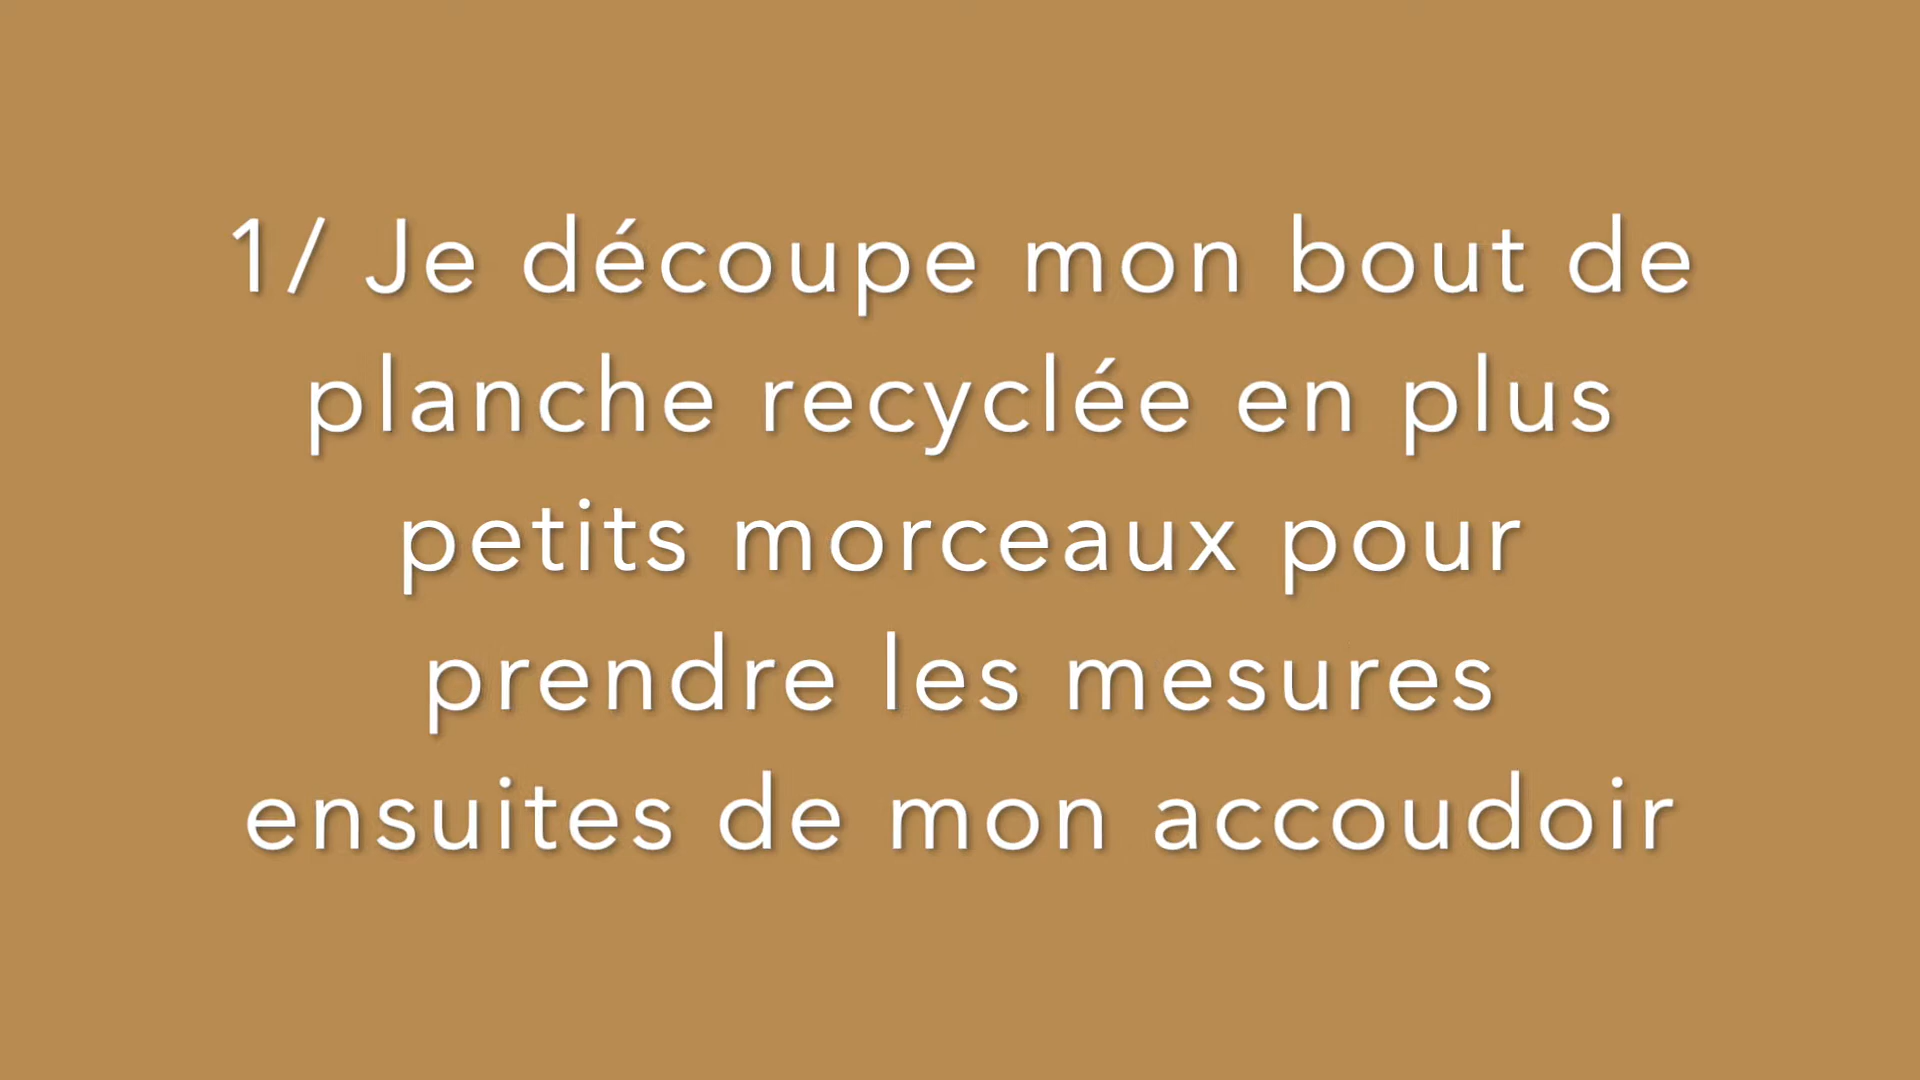 1/ Je découpe mon bout de
planche recyclée en plus
petits morceaux pour
prendre les mesures
ensuites de mon accoudoir